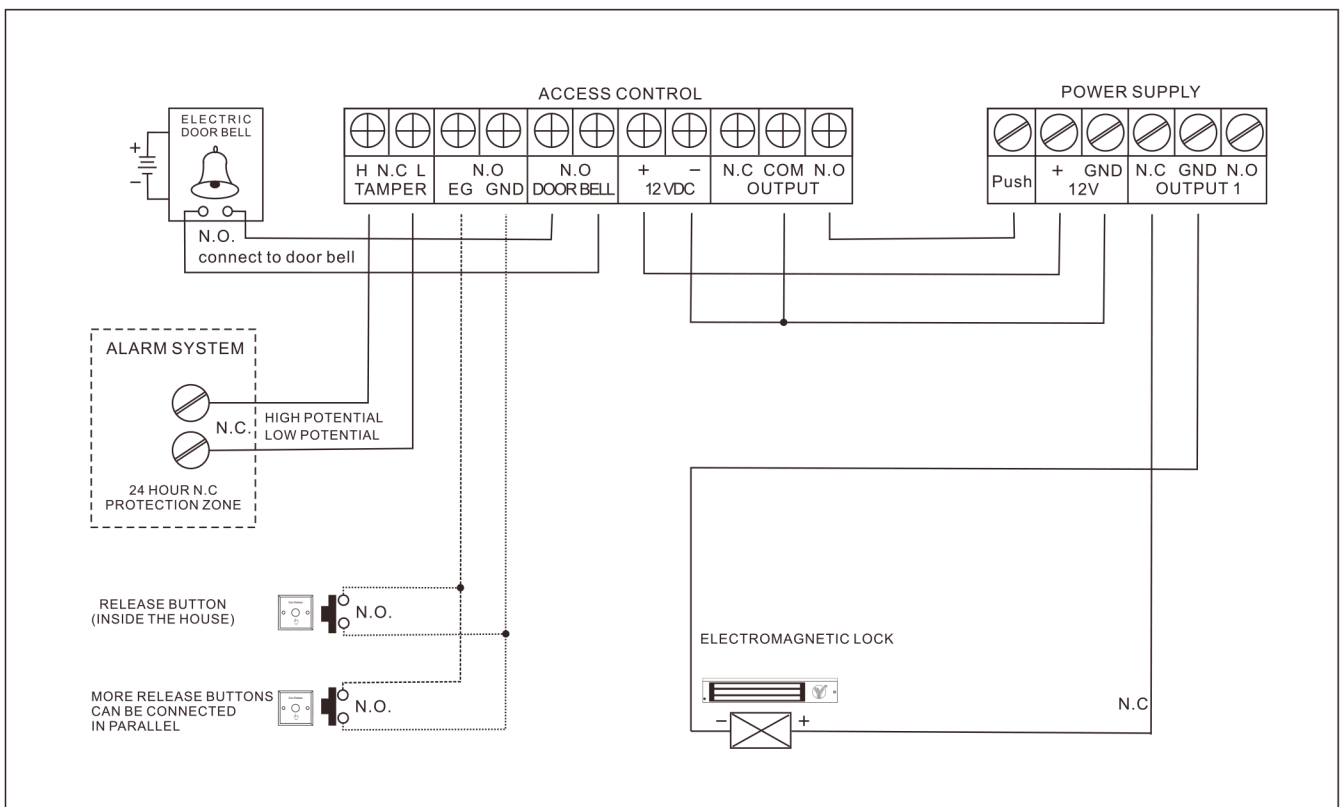 ACCESS CONTROL
POWER SUPPLY
ELECTRIC
DOOR BELL
+
−
N.O.
connect to door bell
H N.C L
TAMPER
N.O
EG GND
N.O
DOOR BELL
+ −
12 VDC
N.C COM N.O
OUTPUT
Push
+ GND
12V
N.C GND N.O
OUTPUT 1
ALARM SYSTEM
N.C.
HIGH POTENTIAL
LOW POTENTIAL
24 HOUR N.C
PROTECTION ZONE
RELEASE BUTTON
(INSIDE THE HOUSE)
N.O.
MORE RELEASE BUTTONS
CAN BE CONNECTED
IN PARALLEL
N.O.
ELECTROMAGNETIC LOCK
− +
N.C